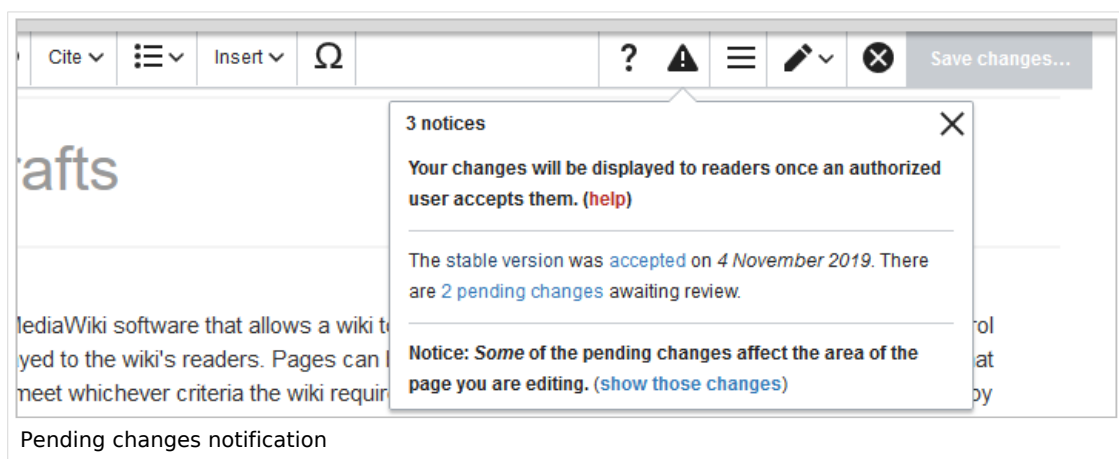 Cite Insert Ω ? Save changes...
3 notices
Your changes will be displayed to readers once an authorized
user accepts them. (help)
rafts
The stable version was accepted on 4 November 2019. There
are 2 pending changes awaiting review.
MediaWiki software that allows a wiki to rol
yed to the wiki's readers. Pages can at
Notice: Some of the pending changes affect the area of the
page you are editing. (show those changes)
meet whichever criteria the wiki requir by
Pending changes notification